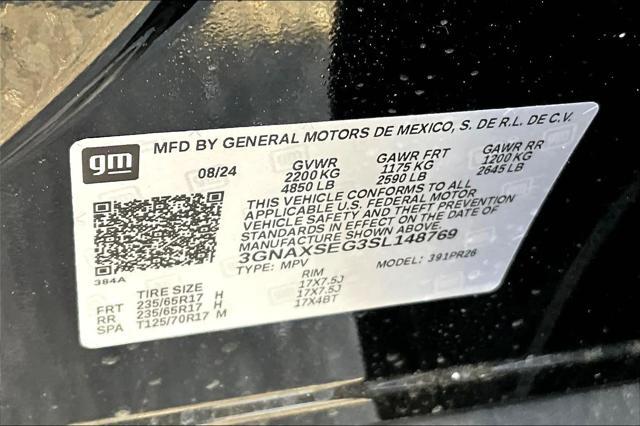 gm
MFD BY GENERAL MOTORS DE MEXICO, S. DE R.L. DE C.V.
08/24 GVWR GAWR FRT GAWR RR
2200 KG 1175 KG 1200 KG
4850 LB 2590 LB 2645 LB
THIS VEHICLE CONFORMS TO ALL
APPLICABLE U.S. FEDERAL MOTOR
VEHICLE SAFETY AND THEFT PREVENTION
STANDARDS IN EFFECT ON THE DATE OF
MANUFACTURE SHOWN ABOVE.
3GNAXSEG3SL148769
384A TYPE: MPV MODEL: 391PR26
TIRE SIZE RIM
FRT 235/65R17 H 17X7.5J
RR 235/65R17 H 17X7.5J
SPA T125/70R17 M 17X4BT